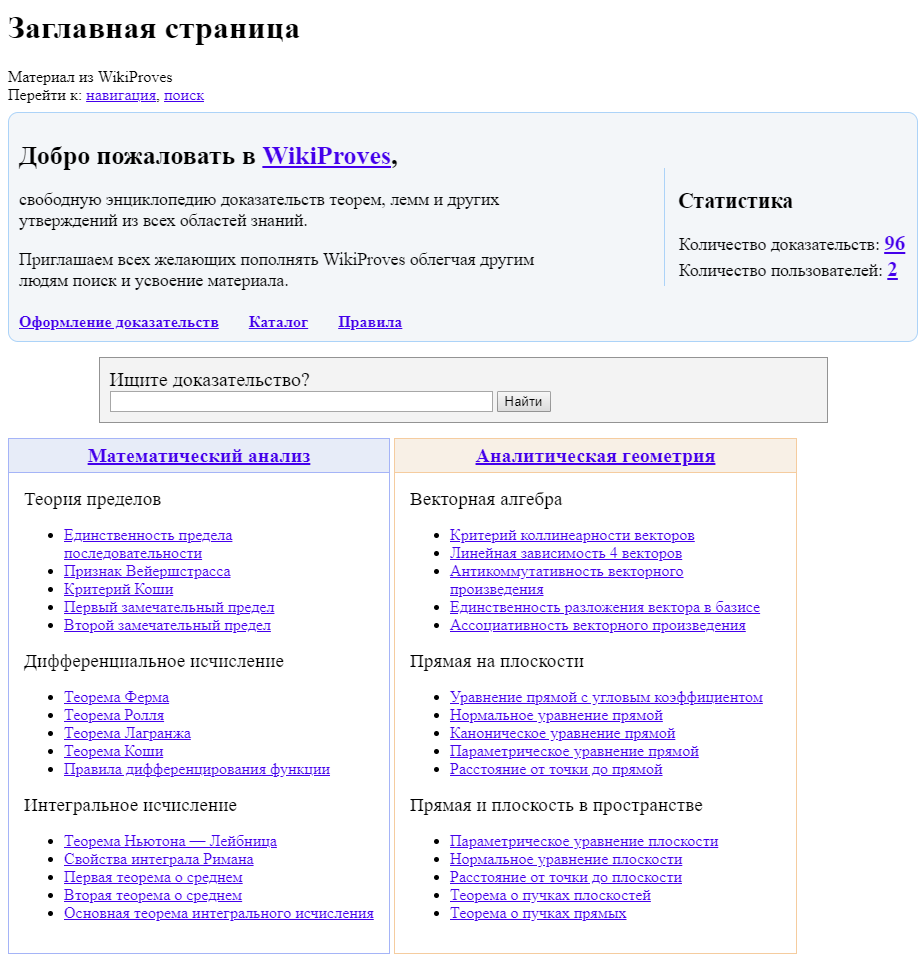 Заглавная страница
Материал из WikiProves
Перейти к: навигация, поиск
Добро пожаловать в WikiProves,
свободную энциклопедию доказательств теорем, лемм и других
утверждений из всех областей знаний.
Приглашаем всех желающих пополнять WikiProves облегчая другим
людям поиск и усвоение материала.
Оформление доказательств Каталог Правила
Статистика
Количество доказательств: 96
Количество пользователей: 2
Ищите доказательство?
Найти
Математический анализ
Теория пределов
Единственность предела
последовательности
Признак Вейерштрасса
Критерий Коши
Первый замечательный предел
Второй замечательный предел
Дифференциальное исчисление
Теорема Ферма
Теорема Ролля
Теорема Лагранжа
Теорема Коши
Правила дифференцирования функции
Интегральное исчисление
Теорема Ньютона — Лейбница
Свойства интеграла Римана
Первая теорема о среднем
Вторая теорема о среднем
Основная теорема интегрального исчисления
Аналитическая геометрия
Векторная алгебра
Критерий коллинеарности векторов
Линейная зависимость 4 векторов
Антикоммутативность векторного
произведения
Единственность разложения вектора в базисе
Ассоциативность векторного произведения
Прямая на плоскости
Уравнение прямой с угловым коэффициентом
Нормальное уравнение прямой
Каноническое уравнение прямой
Параметрическое уравнение прямой
Расстояние от точки до прямой
Прямая и плоскость в пространстве
Параметрическое уравнение плоскости
Нормальное уравнение плоскости
Расстояние от точки до плоскости
Теорема о пучках плоскостей
Теорема о пучках прямых